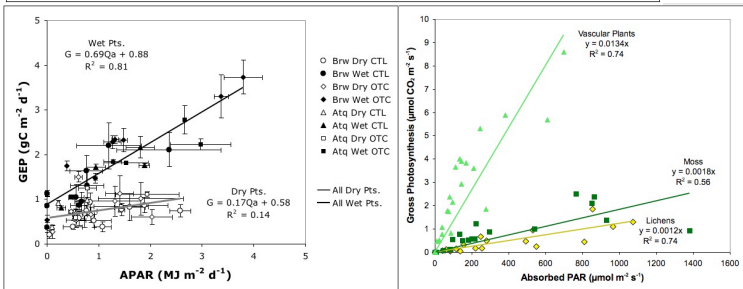 Wet Pts.
G = 0.69Qa + 0.88
R² = 0.81
Dry Pts.
G = 0.17Qa + 0.58
R² = 0.14
GEP (gC m⁻² d⁻¹)
5
4
3
2
1
0
0
1
2
3
4
5
APAR (MJ m⁻² d⁻¹)
Brw Dry CTL
Brw Wet CTL
Brw Dry OTC
Brw Wet OTC
Atq Dry CTL
Atq Wet CTL
Atq Dry OTC
Atq Wet OTC
All Dry Pts.
All Wet Pts.
Gross Photosynthesis (µmol CO₂ m⁻² s⁻¹)
10
9
8
7
6
5
4
3
2
1
0
0
200
400
600
800
1000
1200
1400
Absorbed PAR (µmol m⁻² s⁻¹)
Vascular Plants
y = 0.0134x
R² = 0.74
Moss
y = 0.0018x
R² = 0.56
Lichens
y = 0.0012x
R² = 0.74